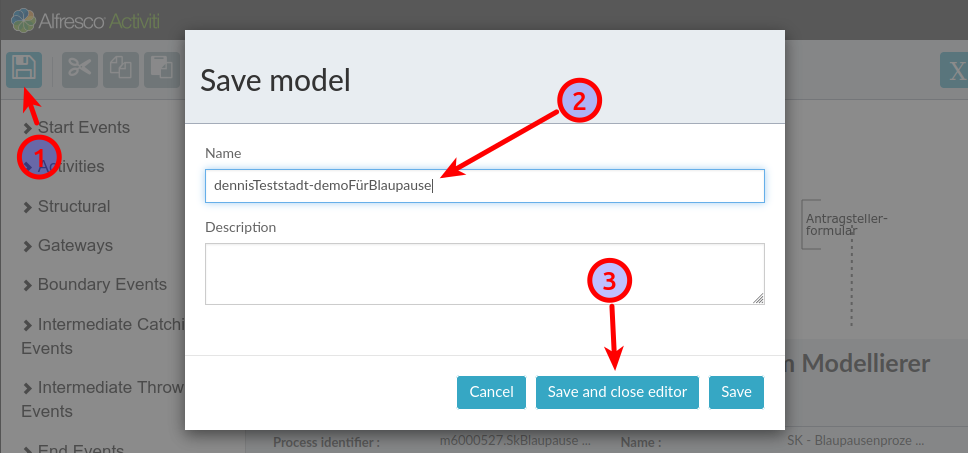 Alfresco Activiti
X
Save model
2
1
Start Events
Activities
Structural
Gateways
Boundary Events
Intermediate Catchi
Events
Intermediate Throw
Events
End Events
Name
dennisTeststadt-demoFürBlaupause
Description
3
Cancel
Save and close editor
Save
Antragsteller-
formular
n Modellierer
Process identifier :
m6000527.SkBlaupause ...
Name :
SK - Blaupausenproze ...